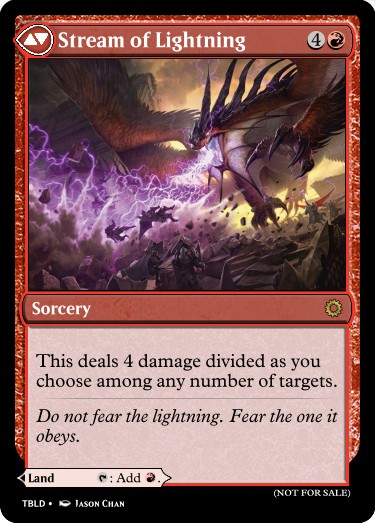 Stream of Lightning 4
Sorcery
This deals 4 damage divided as you
choose among any number of targets.
Do not fear the lightning. Fear the one it
obeys.
Land : Add .
TBLD • Jason Chan
(NOT FOR SALE)